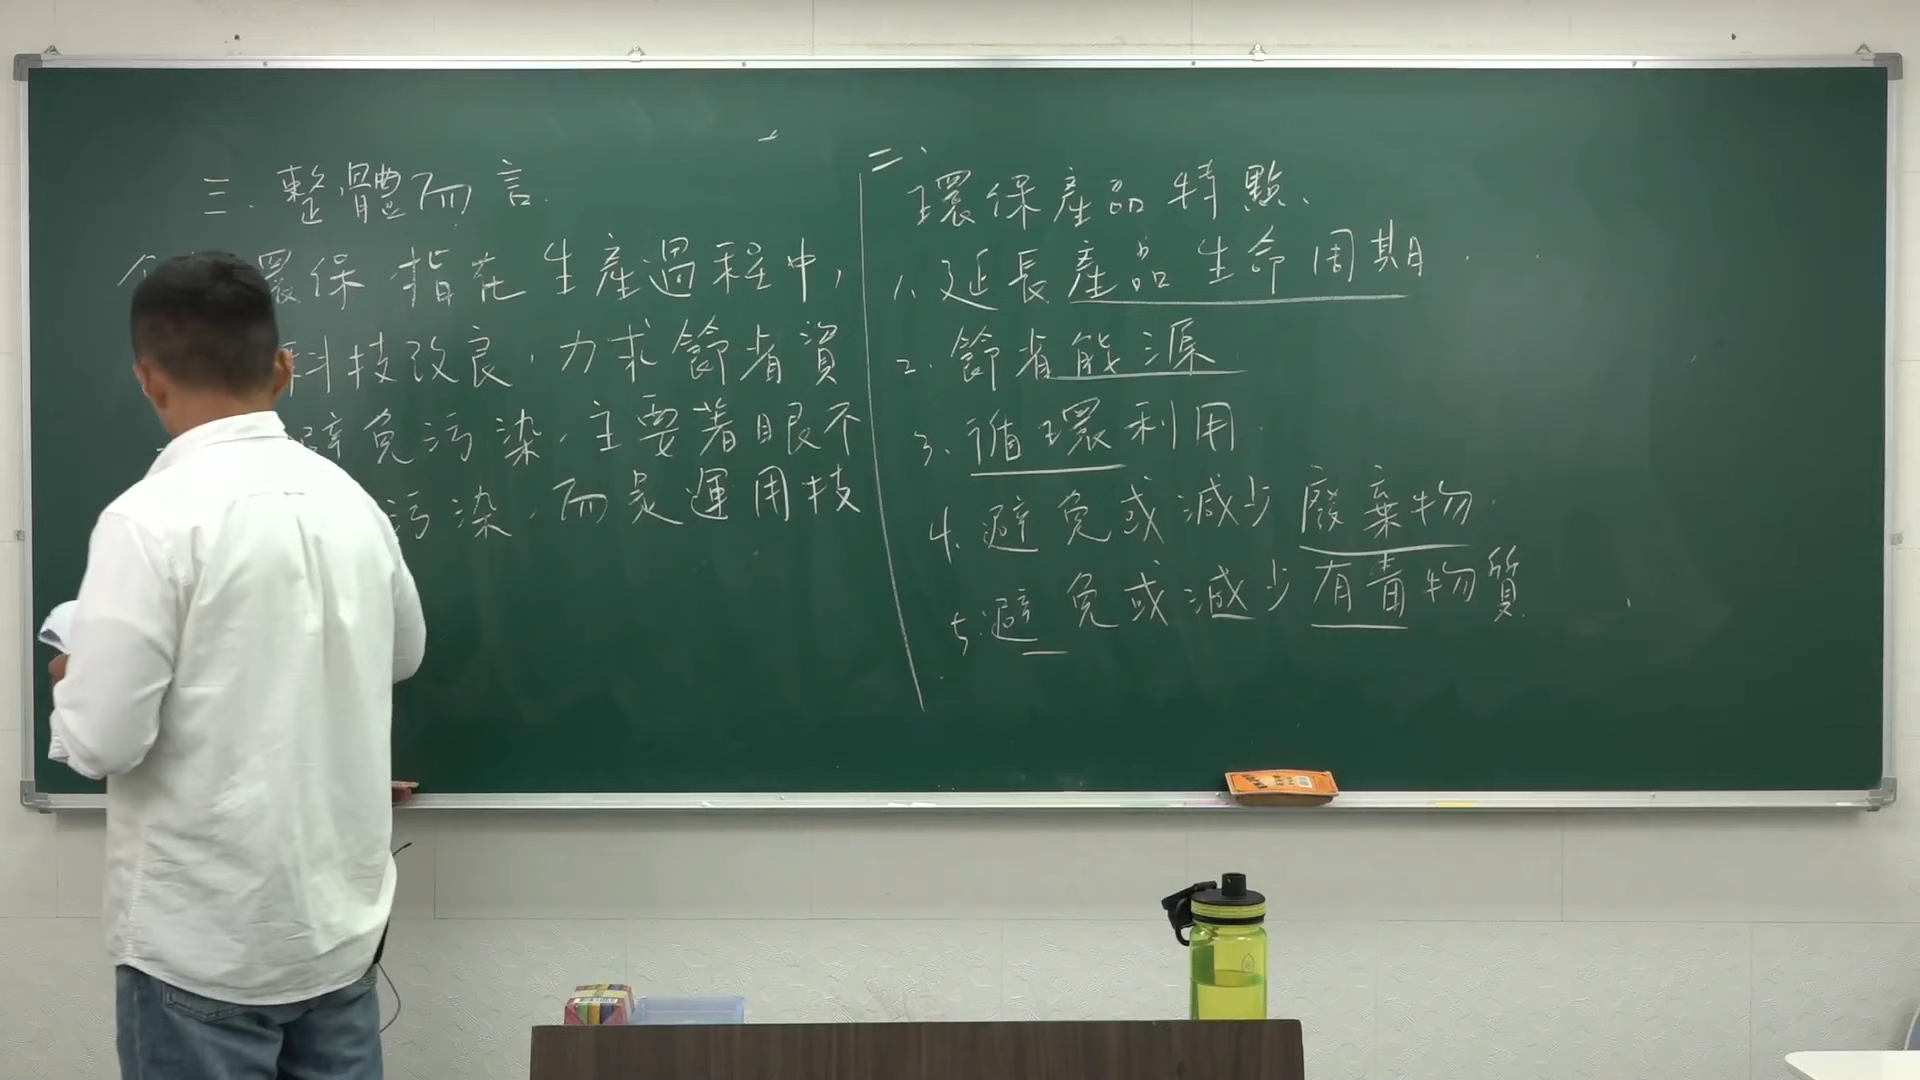 三.整體而言.
環保 指在 生產過程中,
科技改良,力求節省資
避免污染,主要著眼不
污染,而是運用技
二、
環保產品特點、
1.延長產品生命周期.
2.節省能源.
3.循環利用.
4.避免或減少廢棄物.
5.避免或減少有毒物質